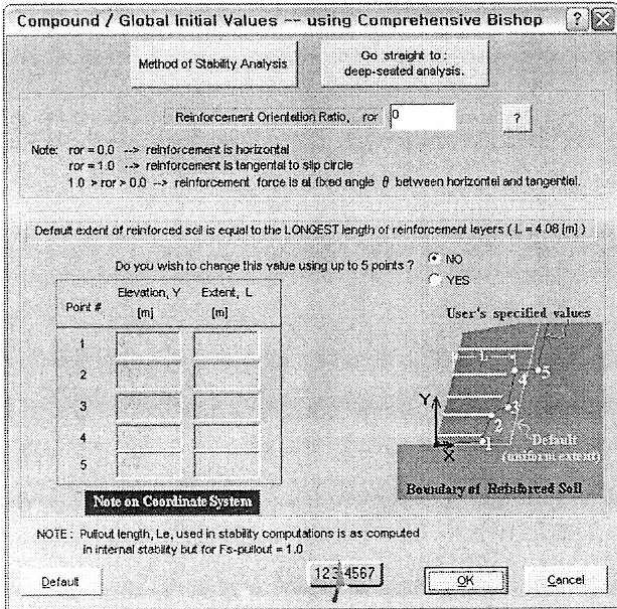 Compound / Global Initial Values -- using Comprehensive Bishop
Method of Stability Analysis
Go straight to :
deep-seated analysis.
Reinforcement Orientation Ratio, ror 0 ?
Note: ror = 0.0 --> reinforcement is horizontal
ror = 1.0 --> reinforcement is tangental to slip circle
1.0 > ror > 0.0 --> reinforcement force is at fixed angle θ between horizontal and tangential.
Default extent of reinforced soil is equal to the LONGEST length of reinforcement layers ( L = 4.08 [m] )
Do you wish to change this value using up to 5 points ?
NO
YES
Point #
Elevation, Y
[m]
Extent, L
[m]
1
2
3
4
5
Note on Coordinate System
User's specified values
L
4
5
Y
3
2
1
X
Default
(uniform extent)
Boundary of Reinforced Soil
NOTE : Pullout length, Le, used in stability computations is as computed
in internal stability but for Fs-pullout = 1.0
Default
1234567
OK
Cancel